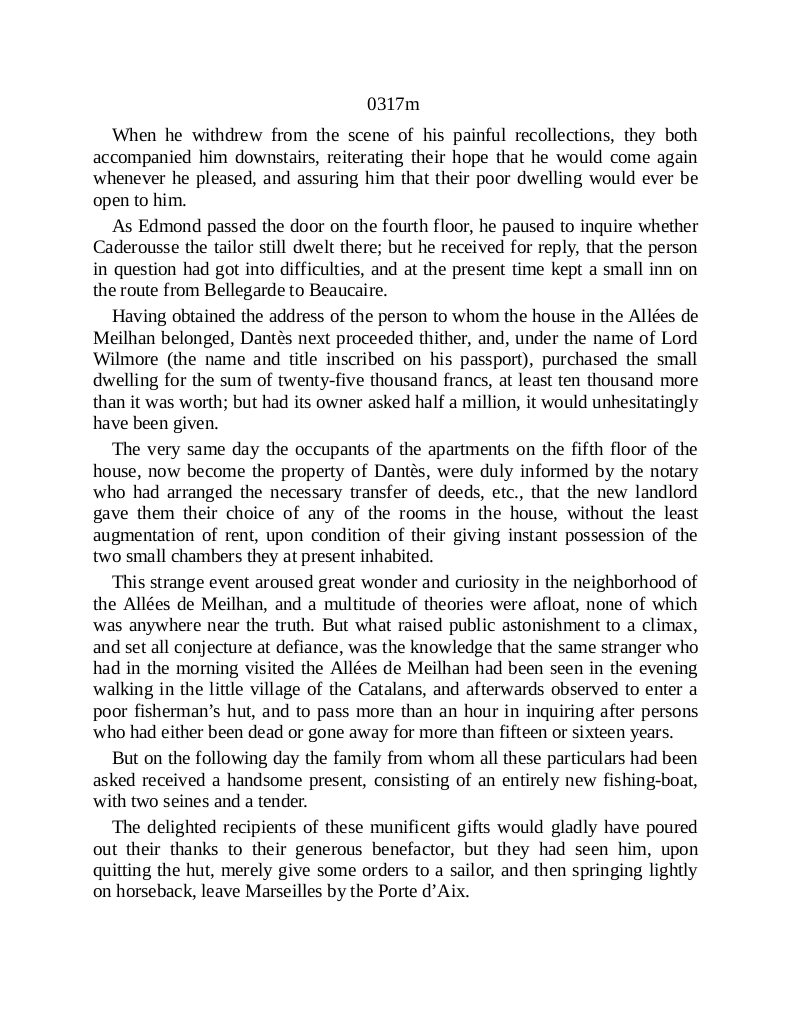 0317m
When he withdrew from the scene of his painful recollections, they both
accompanied him downstairs, reiterating their hope that he would come again
whenever he pleased, and assuring him that their poor dwelling would ever be
open to him.
As Edmond passed the door on the fourth floor, he paused to inquire whether
Caderousse the tailor still dwelt there; but he received for reply, that the person
in question had got into difficulties, and at the present time kept a small inn on
the route from Bellegarde to Beaucaire.
Having obtained the address of the person to whom the house in the Allées de
Meilhan belonged, Dantès next proceeded thither, and, under the name of Lord
Wilmore (the name and title inscribed on his passport), purchased the small
dwelling for the sum of twenty-five thousand francs, at least ten thousand more
than it was worth; but had its owner asked half a million, it would unhesitatingly
have been given.
The very same day the occupants of the apartments on the fifth floor of the
house, now become the property of Dantès, were duly informed by the notary
who had arranged the necessary transfer of deeds, etc., that the new landlord
gave them their choice of any of the rooms in the house, without the least
augmentation of rent, upon condition of their giving instant possession of the
two small chambers they at present inhabited.
This strange event aroused great wonder and curiosity in the neighborhood of
the Allées de Meilhan, and a multitude of theories were afloat, none of which
was anywhere near the truth. But what raised public astonishment to a climax,
and set all conjecture at defiance, was the knowledge that the same stranger who
had in the morning visited the Allées de Meilhan had been seen in the evening
walking in the little village of the Catalans, and afterwards observed to enter a
poor fisherman’s hut, and to pass more than an hour in inquiring after persons
who had either been dead or gone away for more than fifteen or sixteen years.
But on the following day the family from whom all these particulars had been
asked received a handsome present, consisting of an entirely new fishing-boat,
with two seines and a tender.
The delighted recipients of these munificent gifts would gladly have poured
out their thanks to their generous benefactor, but they had seen him, upon
quitting the hut, merely give some orders to a sailor, and then springing lightly
on horseback, leave Marseilles by the Porte d’Aix.